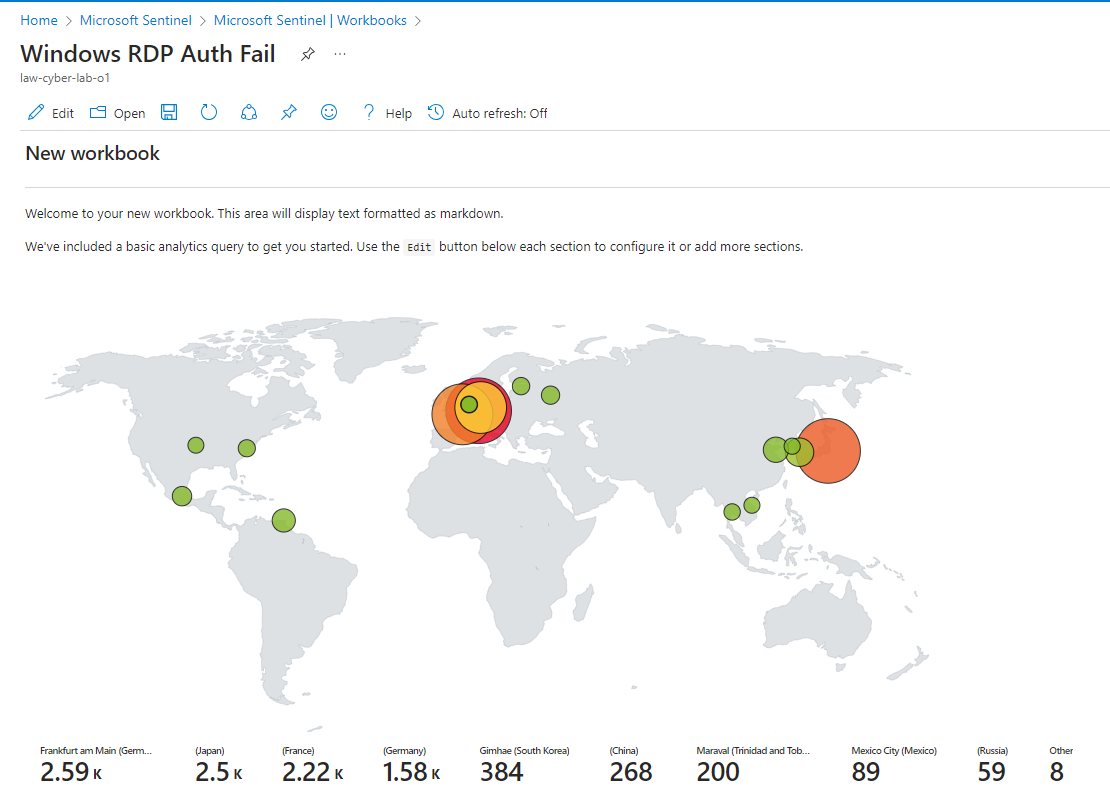 Home > Microsoft Sentinel > Microsoft Sentinel | Workbooks >
Windows RDP Auth Fail ...
law-cyber-lab-o1
Edit Open Help Auto refresh: Off
New workbook
Welcome to your new workbook. This area will display text formatted as markdown.
We've included a basic analytics query to get you started. Use the Edit button below each section to configure it or add more sections.
Frankfurt am Main (Germ... (Japan) (France) (Germany) Gimhae (South Korea) (China) Maraval (Trinidad and Tob... Mexico City (Mexico) (Russia) Other
2.59 K 2.5 K 2.22 K 1.58 K 384 268 200 89 59 8